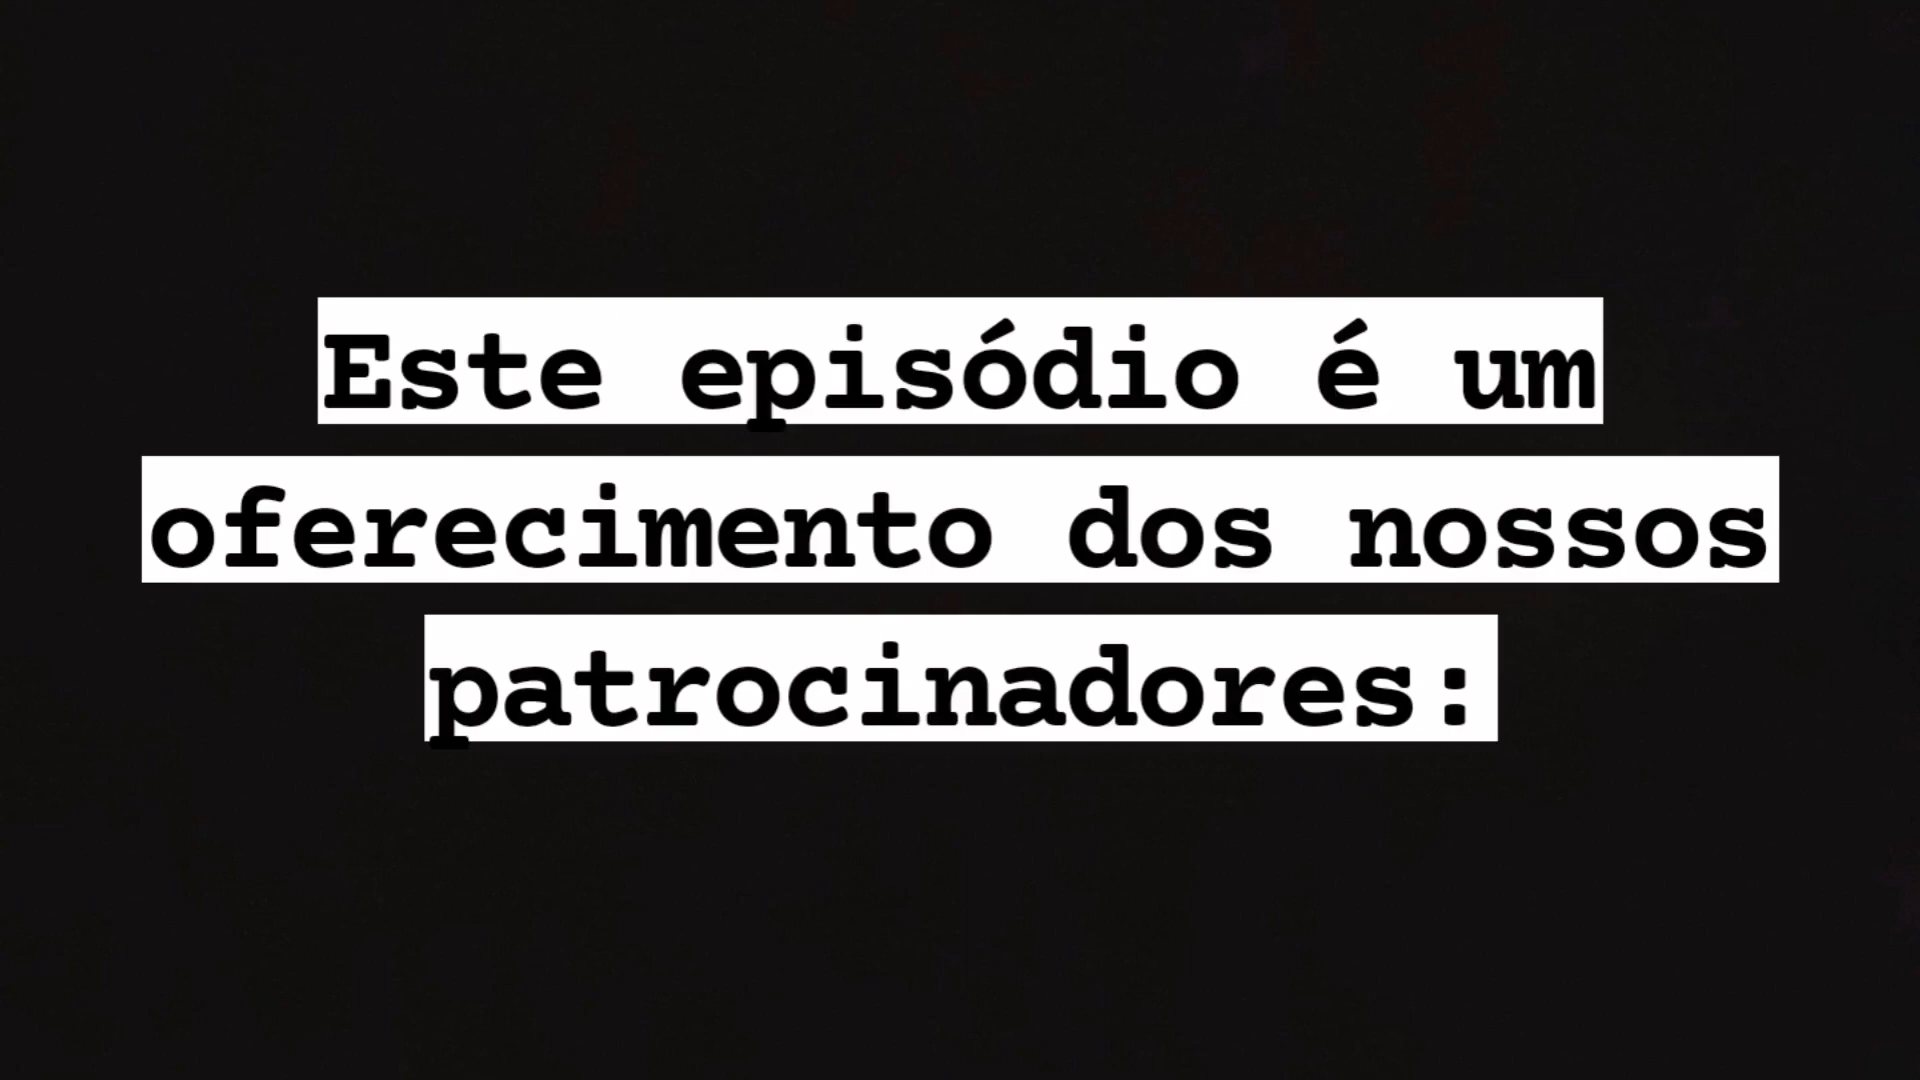 Este episódio é um
oferecimento dos nossos
patrocinadores: